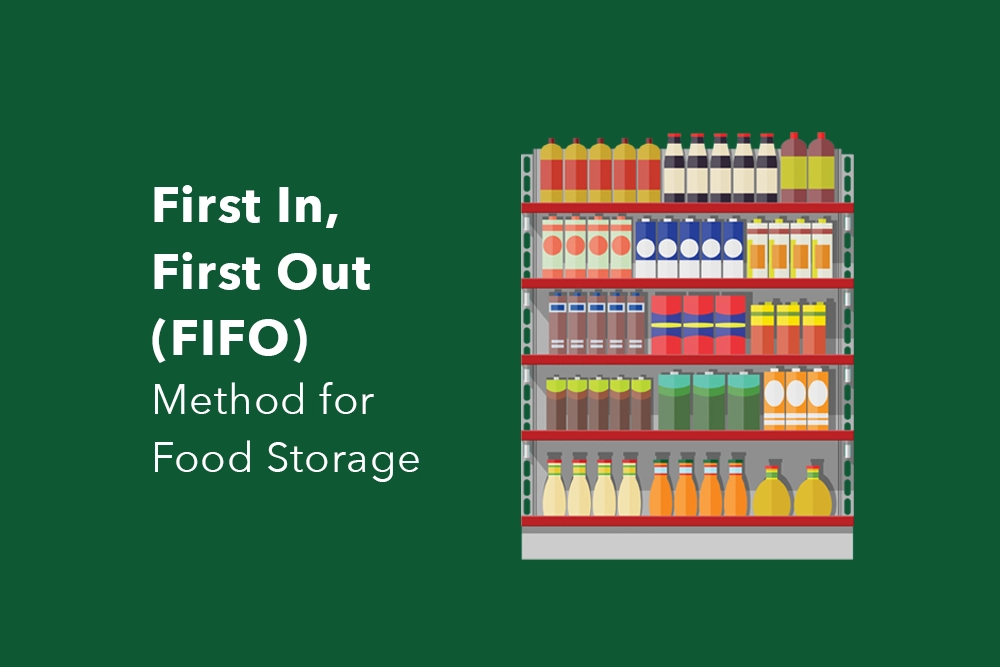 First In,
First Out
(FIFO)
Method for
Food Storage